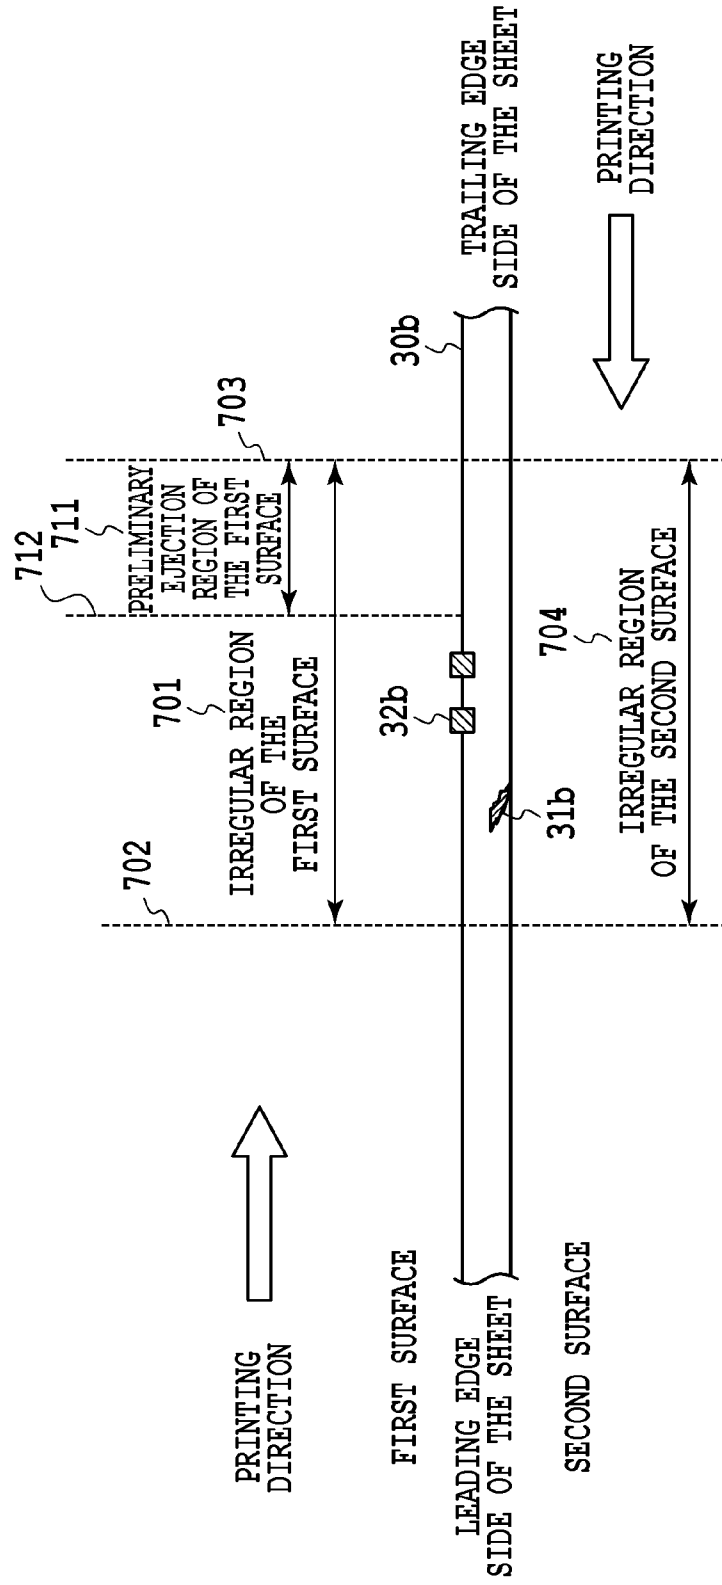 712
711
PRELIMINARY
EJECTION
REGION OF
THE FIRST
SURFACE
703
702
701
IRREGULAR REGION
OF THE
FIRST SURFACE
PRINTING
DIRECTION
FIRST SURFACE
32b
30b
LEADING EDGE
SIDE OF THE SHEET
TRAILING EDGE
SIDE OF THE SHEET
31b
SECOND SURFACE
704
IRREGULAR REGION
OF THE SECOND SURFACE
PRINTING
DIRECTION